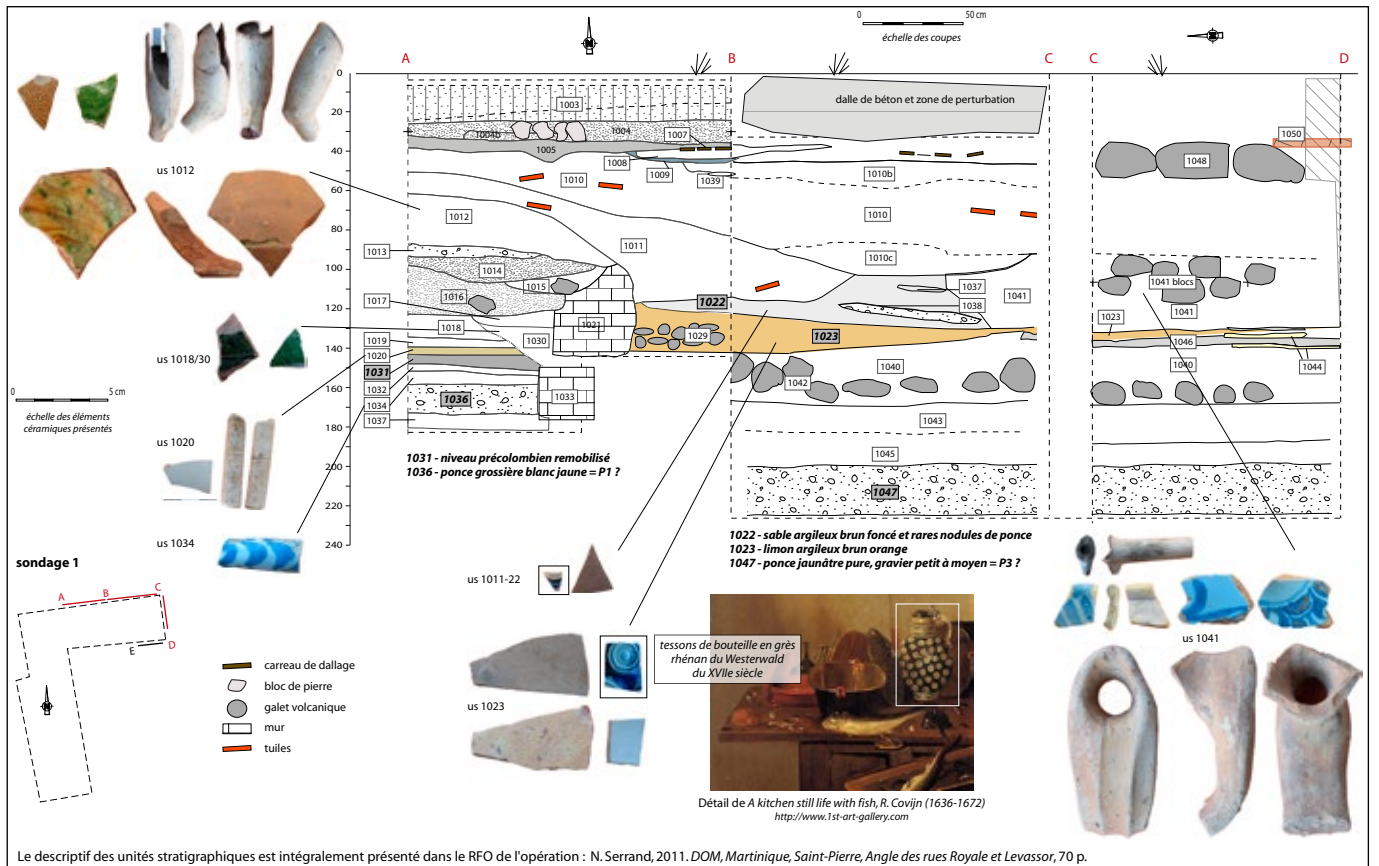 0
50 cm
échelle des coupes
A
B
C
C
D
0
20
40
60
80
100
120
140
160
180
200
220
240
1003
1004b
1004
1007
1005
1008
1009
1039
1010
1012
1011
1013
1014
1015
1016
1017
1018
1021
1030
1019
1020
1031
1032
1034
1036
1033
1037
dalle de béton et zone de perturbation
1010b
1010
1010c
1037
1038
1041
1022
1023
1029
1042
1040
1043
1045
1047
1050
1048
1041 blocs
1041
1023
1046
1040
1044
us 1012
us 1018/30
0
5 cm
échelle des éléments
céramiques présentés
us 1020
us 1034
1031 - niveau précolombien remobilisé
1036 - ponce grossière blanc jaune = P1 ?
1022 - sable argileux brun foncé et rares nodules de ponce
1023 - limon argileux brun orange
1047 - ponce jaunâtre pure, gravier petit à moyen = P3 ?
sondage 1
A
B
C
D
E
carreau de dallage
bloc de pierre
galet volcanique
mur
tuiles
us 1011-22
us 1023
tessons de bouteille en grès
rhénan du Westerwald
du XVIIe siècle
us 1041
Détail de A kitchen still life with fish, R. Covijn (1636-1672)
http://www.1st-art-gallery.com
Le descriptif des unités stratigraphiques est intégralement présenté dans le RFO de l'opération : N. Serrand, 2011. DOM, Martinique, Saint-Pierre, Angle des rues Royale et Levassor, 70 p.